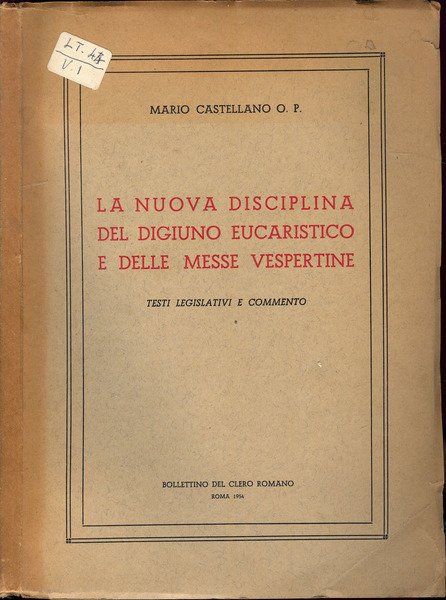 LT. 48
V. 1
MARIO CASTELLANO O. P.
LA NUOVA DISCIPLINA
DEL DIGIUNO EUCARISTICO
E DELLE MESSE VESPERTINE
TESTI LEGISLATIVI E COMMENTO
BOLLETTINO DEL CLERO ROMANO
ROMA 1954